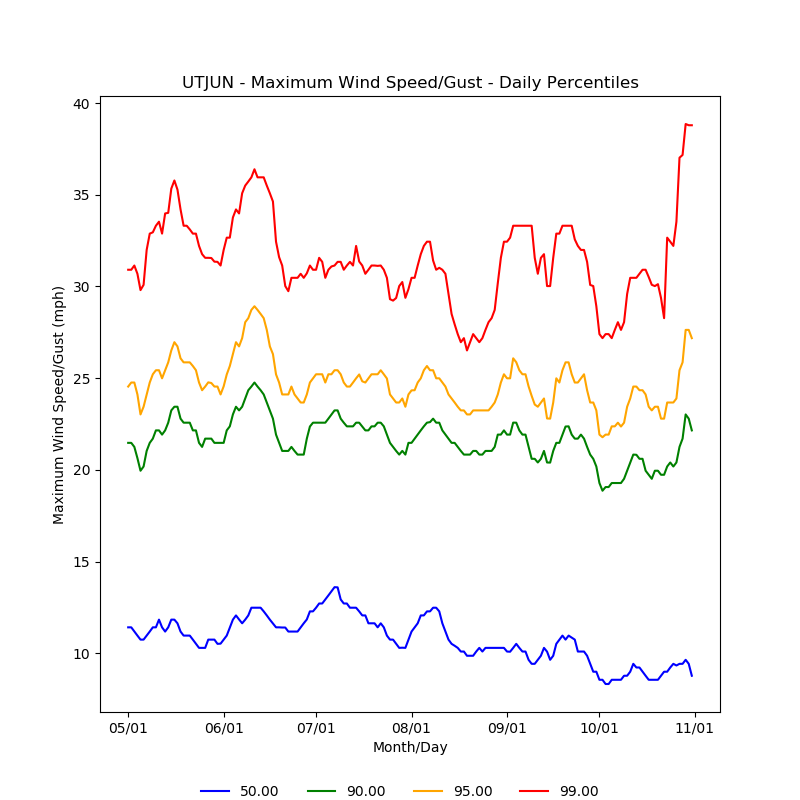 UTJUN - Maximum Wind Speed/Gust - Daily Percentiles
Maximum Wind Speed/Gust (mph)
40
35
30
25
20
15
10
05/01 06/01 07/01 08/01 09/01 10/01 11/01
Month/Day
50.00 90.00 95.00 99.00